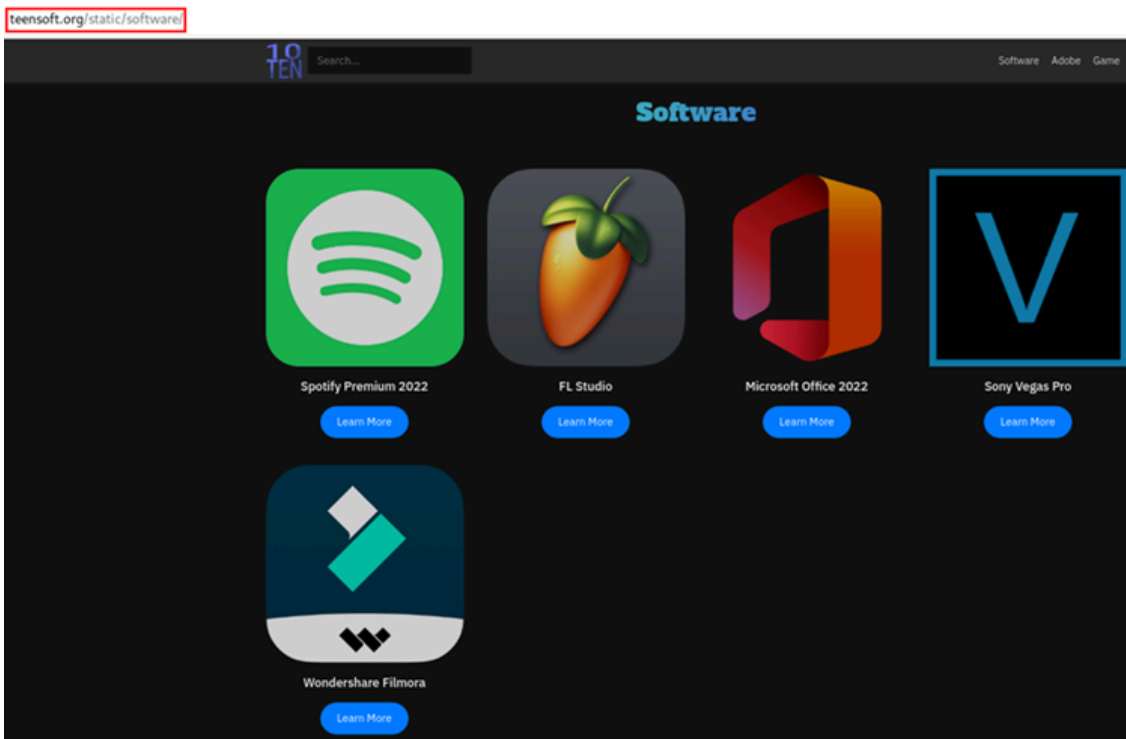 teensoft.org/static/software/
10
TEN
Search...
Software Adobe Game
Software
V
Spotify Premium 2022
FL Studio
Microsoft Office 2022
Sony Vegas Pro
Learn More
Learn More
Learn More
Learn More
Wondershare Filmora
Learn More